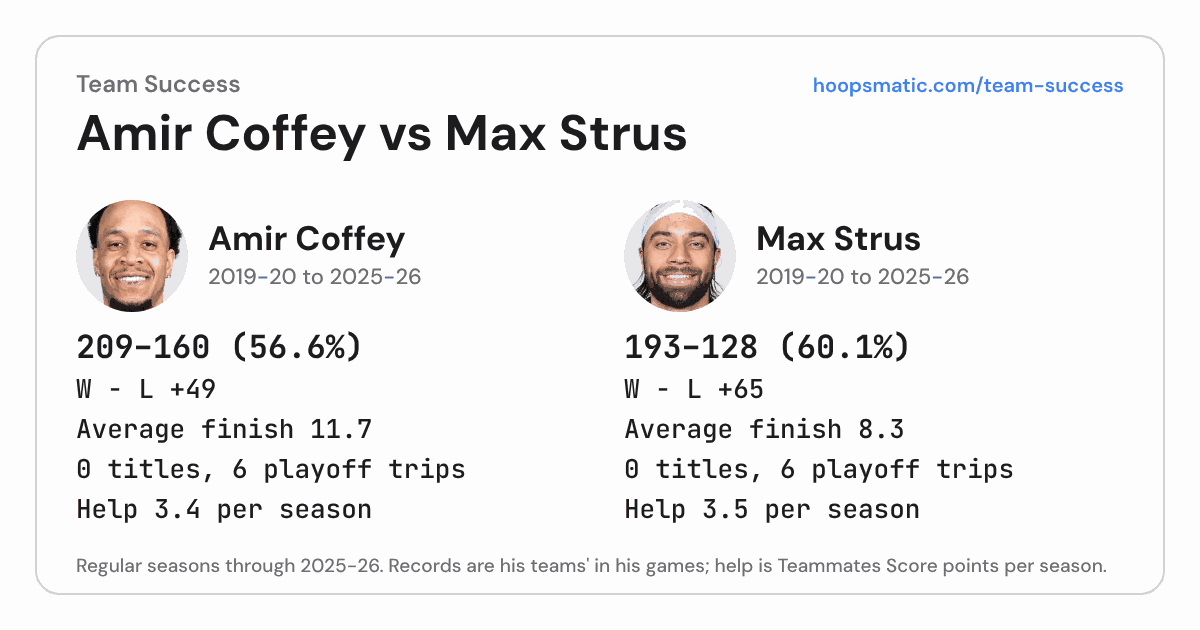 Team Success
hoopsmatic.com/team-success
Amir Coffey vs Max Strus
Amir Coffey
2019-20 to 2025-26
209-160 (56.6%)
W - L +49
Average finish 11.7
0 titles, 6 playoff trips
Help 3.4 per season
Max Strus
2019-20 to 2025-26
193-128 (60.1%)
W - L +65
Average finish 8.3
0 titles, 6 playoff trips
Help 3.5 per season
Regular seasons through 2025-26. Records are his teams' in his games; help is Teammates Score points per season.